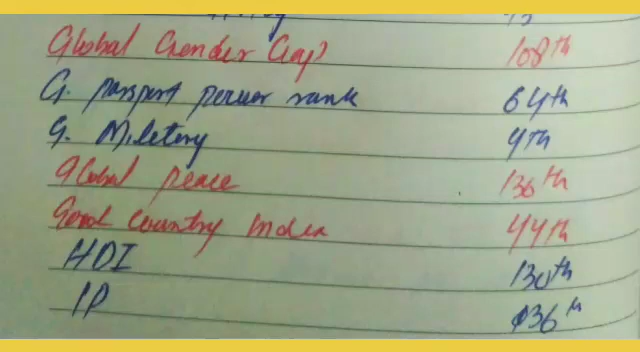 Global Gender Gap 108th
G. passport power rank 64th
G. Miletory 4th
Global peace 136th
Good country Index 44th
HDI 130th
IP 36th